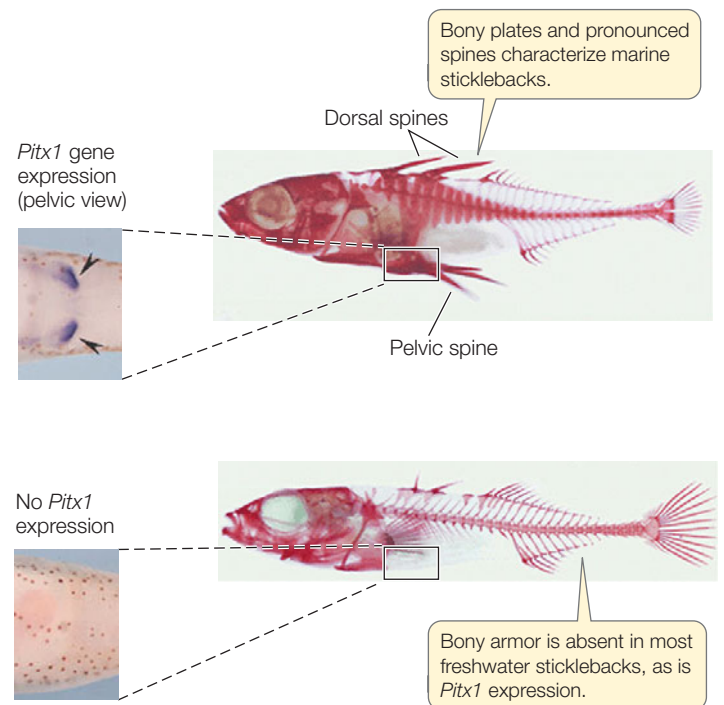 Bony plates and pronounced
spines characterize marine
sticklebacks.
Dorsal spines
Pitx1 gene
expression
(pelvic view)
Pelvic spine
No Pitx1
expression
Bony armor is absent in most
freshwater sticklebacks, as is
Pitx1 expression.